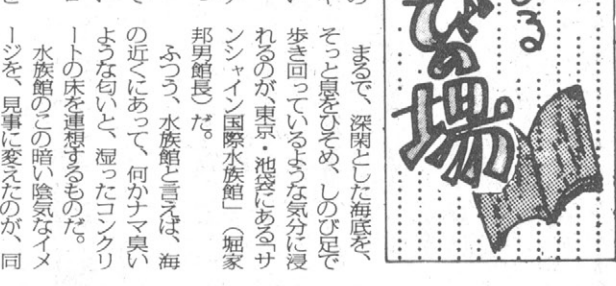 る
の場
まるで、深閑とした海底を、
そっと息をひそめ、しのび足で
歩き回っているような気分に浸
れるのが、東京・池袋にある「サ
ンシャイン国際水族館」（堀家
邦男館長）だ。
ふつう、水族館と言えば、海
の近くにあって、何かナマ臭い
ような匂いと、湿ったコンクリ
ートの床を連想するものだ。
水族館のこの暗い陰気なイメ
ージを、見事に変えたのが、同